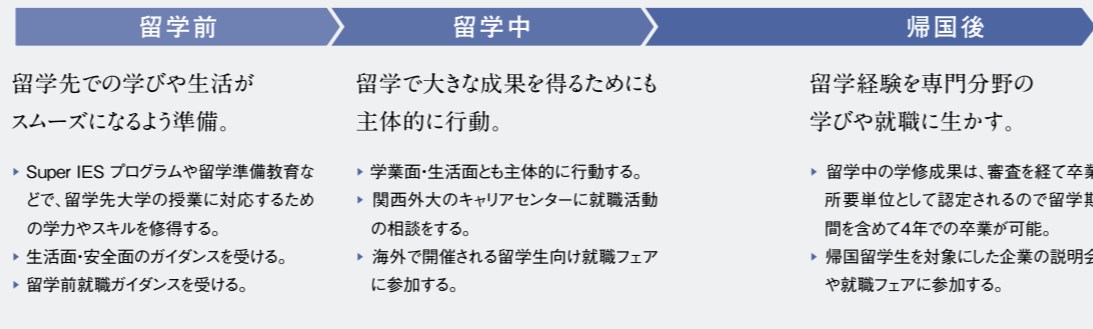 留学前
留学先での学びや生活が
スムーズになるよう準備。
▸ Super IES プログラムや留学準備教育な
どで、留学先大学の授業に対応するため
の学力やスキルを修得する。
▸ 生活面・安全面のガイダンスを受ける。
▸ 留学前就職ガイダンスを受ける。
留学中
留学で大きな成果を得るためにも
主体的に行動。
▸ 学業面・生活面とも主体的に行動する。
▸ 関西外大のキャリアセンターに就職活動
の相談をする。
▸ 海外で開催される留学生向け就職フェア
に参加する。
帰国後
留学経験を専門分野の
学びや就職に生かす。
▸ 留学中の学修成果は、審査を経て卒業
所要単位として認定されるので留学期
間を含めて4年での卒業が可能。
▸ 帰国留学生を対象にした企業の説明会
や就職フェアに参加する。